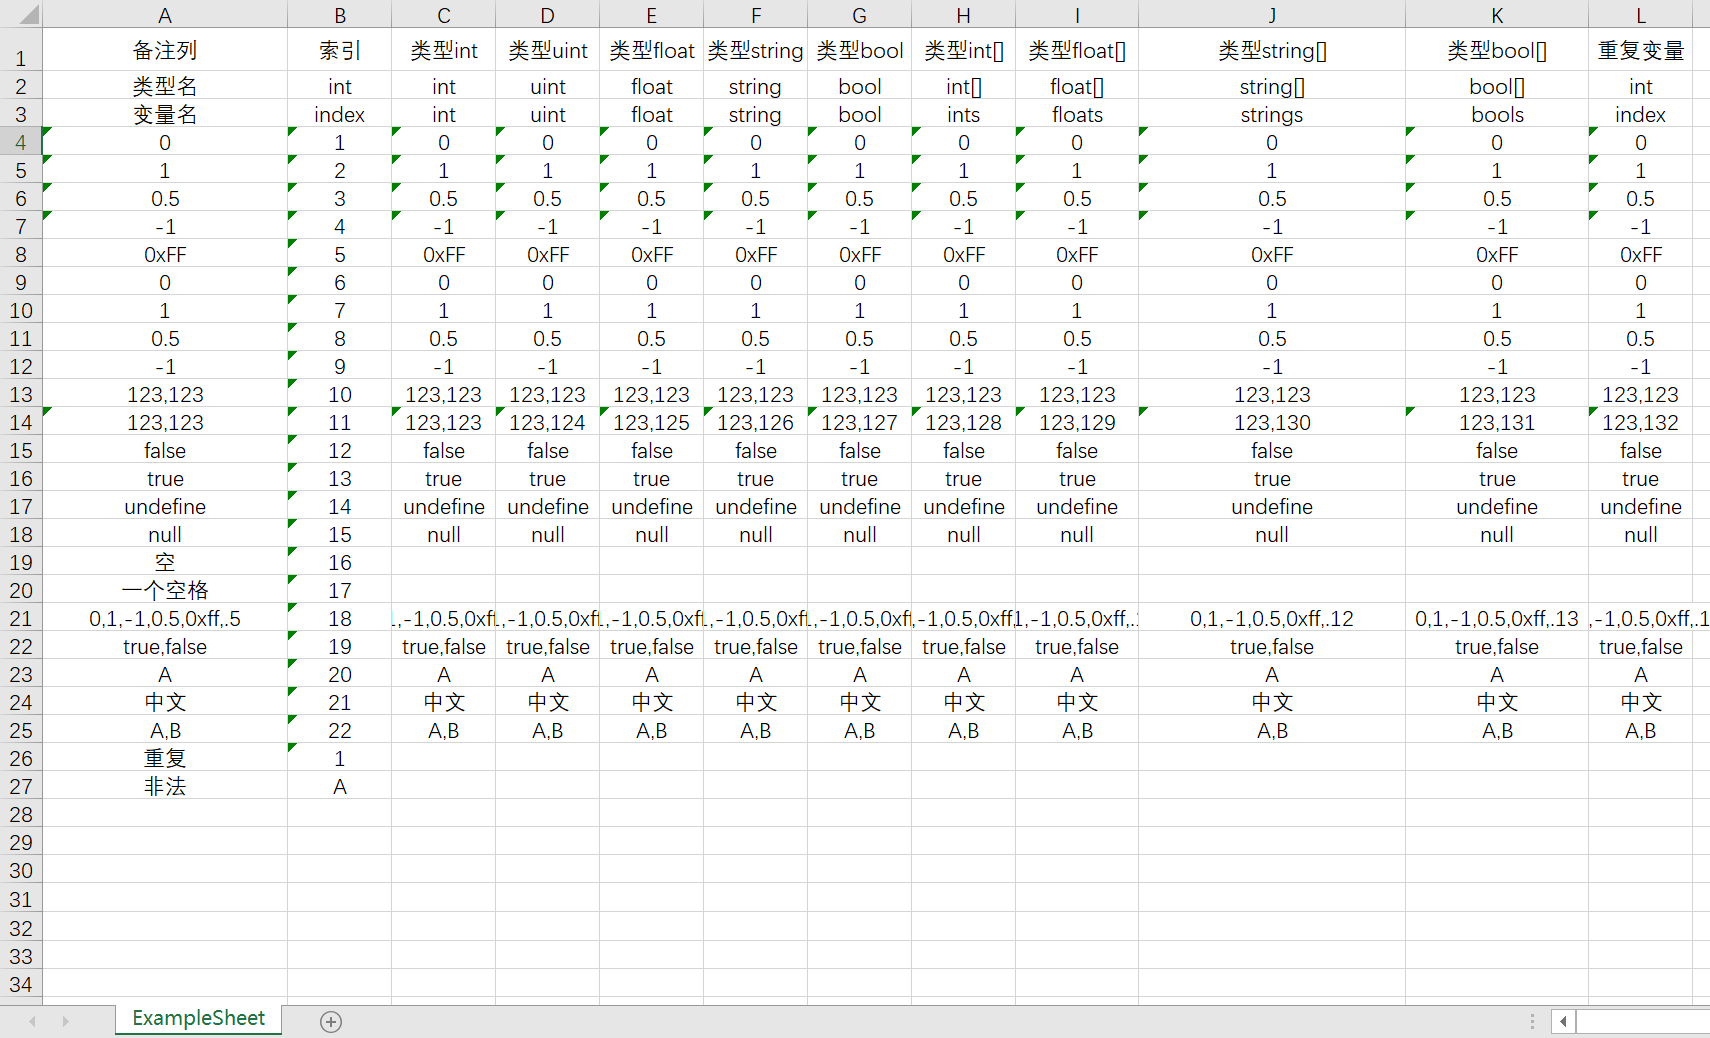 A B C D E F G H I J K L
1 备注列 索引 类型int 类型uint 类型float 类型string 类型bool 类型int[] 类型float[] 类型string[] 类型bool[] 重复变量
2 类型名 int int uint float string bool int[] float[] string[] bool[] int
3 变量名 index int uint float string bool ints floats strings bools index
4 0 1 0 0 0 0 0 0 0 0 0 0
5 1 2 1 1 1 1 1 1 1 1 1 1
6 0.5 3 0.5 0.5 0.5 0.5 0.5 0.5 0.5 0.5 0.5 0.5
7 -1 4 -1 -1 -1 -1 -1 -1 -1 -1 -1 -1
8 0xFF 5 0xFF 0xFF 0xFF 0xFF 0xFF 0xFF 0xFF 0xFF 0xFF 0xFF
9 0 6 0 0 0 0 0 0 0 0 0 0
10 1 7 1 1 1 1 1 1 1 1 1 1
11 0.5 8 0.5 0.5 0.5 0.5 0.5 0.5 0.5 0.5 0.5 0.5
12 -1 9 -1 -1 -1 -1 -1 -1 -1 -1 -1 -1
13 123,123 10 123,123 123,123 123,123 123,123 123,123 123,123 123,123 123,123 123,123 123,123
14 123,123 11 123,123 123,124 123,125 123,126 123,127 123,128 123,129 123,130 123,131 123,132
15 false 12 false false false false false false false false false false
16 true 13 true true true true true true true true true true
17 undefine 14 undefine undefine undefine undefine undefine undefine undefine undefine undefine undefine
18 null 15 null null null null null null null null null null
19 空 16
20 一个空格 17
21 0,1,-1,0.5,0xff,.5 18 ,-1,0.5,0xf ,-1,0.5,0xf ,-1,0.5,0xf ,-1,0.5,0xf ,-1,0.5,0xf ,-1,0.5,0xff, 1,-1,0.5,0xff,. 0,1,-1,0.5,0xff,.12 0,1,-1,0.5,0xff,.13 ,-1,0.5,0xff,.1
22 true,false 19 true,false true,false true,false true,false true,false true,false true,false true,false true,false true,false
23 A 20 A A A A A A A A A A
24 中文 21 中文 中文 中文 中文 中文 中文 中文 中文 中文 中文
25 A,B 22 A,B A,B A,B A,B A,B A,B A,B A,B A,B A,B
26 重复 1
27 非法 A
28
29
30
31
32
33
34
ExampleSheet